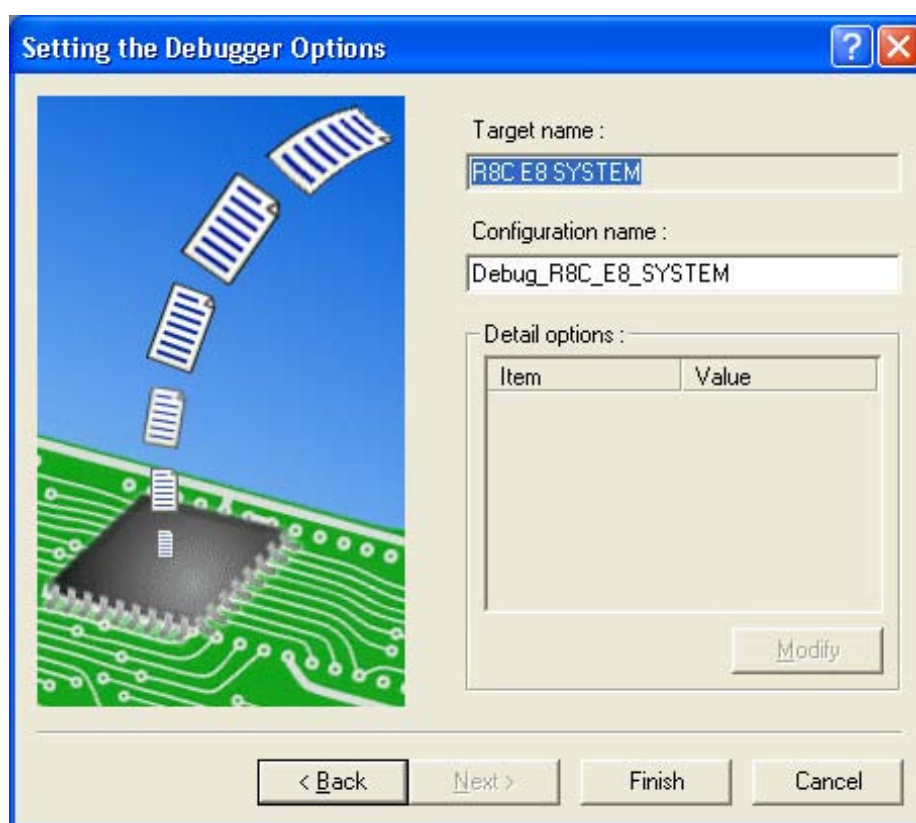 Setting the Debugger Options
Target name :
R8C E8 SYSTEM
Configuration name :
Debug_R8C_E8_SYSTEM
Detail options :
Item Value
Modify
< Back Next > Finish Cancel